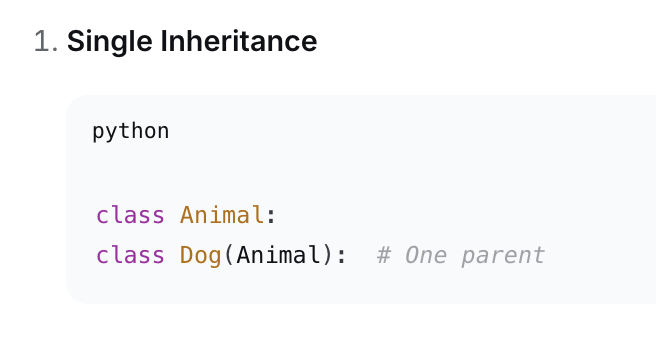 1. Single Inheritance
python
class Animal:
class Dog(Animal):  # One parent